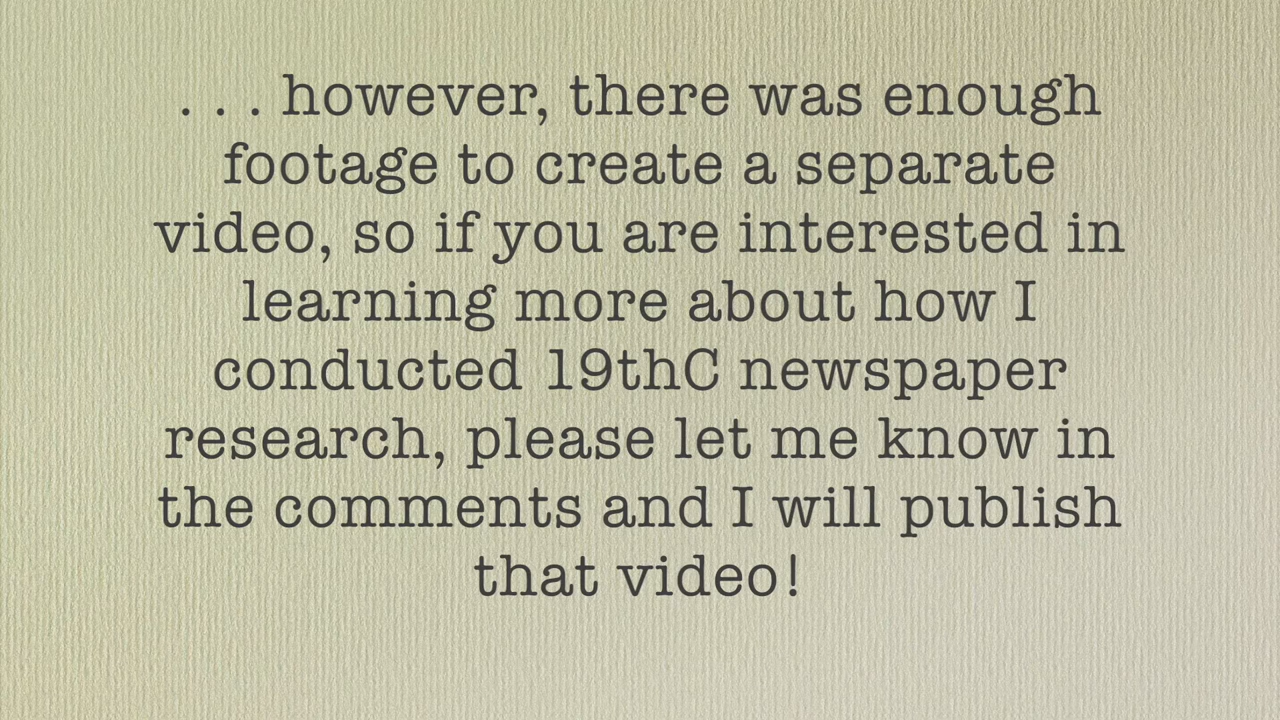 . . . however, there was enough
footage to create a separate
video, so if you are interested in
learning more about how I
conducted 19thC newspaper
research, please let me know in
the comments and I will publish
that video!